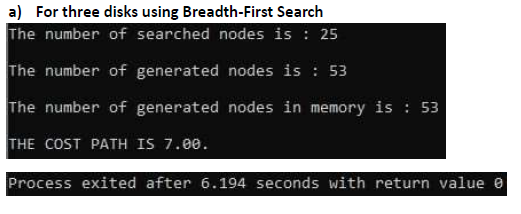 a) For three disks using Breadth-First Search
The number of searched nodes is : 25
The number of generated nodes is : 53
The number of generated nodes in memory is : 53
THE COST PATH IS 7.00.
Process exited after 6.194 seconds with return value 0